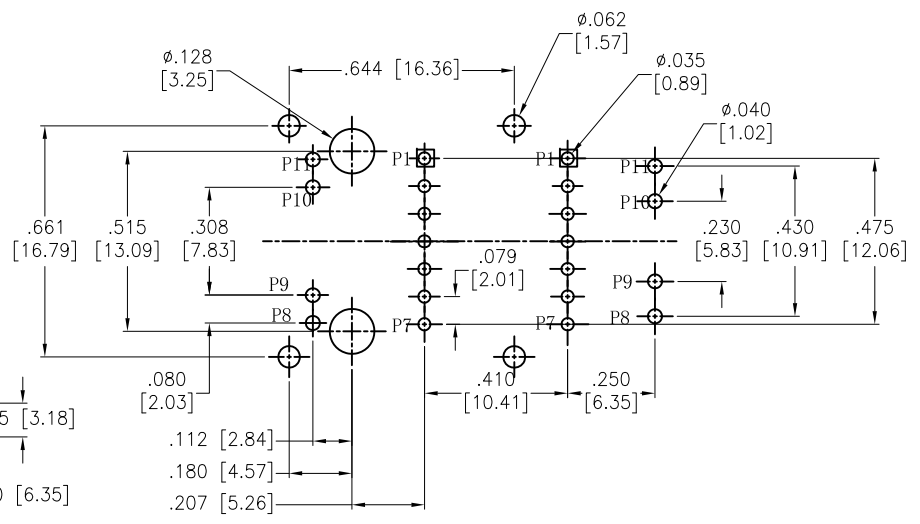 ø.062
[1.57]
ø.128
[3.25]
.644 [16.36]
ø.035
[0.89]
ø.040
[1.02]
P11
P1
P1
P11
P10
P10
.661
[16.79]
.515
[13.09]
.308
[7.83]
.079
[2.01]
.230
[5.83]
.430
[10.91]
.475
[12.06]
P9
P9
P8
P7
P7
P8
.080
[2.03]
.410
[10.41]
.250
[6.35]
5 [3.18]
.112 [2.84]
.180 [4.57]
[6.35]
.207 [5.26]